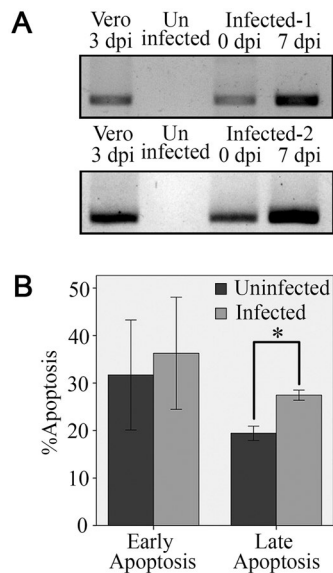 A
Vero Un Infected-1
3 dpi infected 0 dpi 7 dpi
Vero Un Infected-2
3 dpi infected 0 dpi 7 dpi
B
50
40
30
20
10
0
%Apoptosis
Uninfected
Infected
*
Early Late
Apoptosis Apoptosis